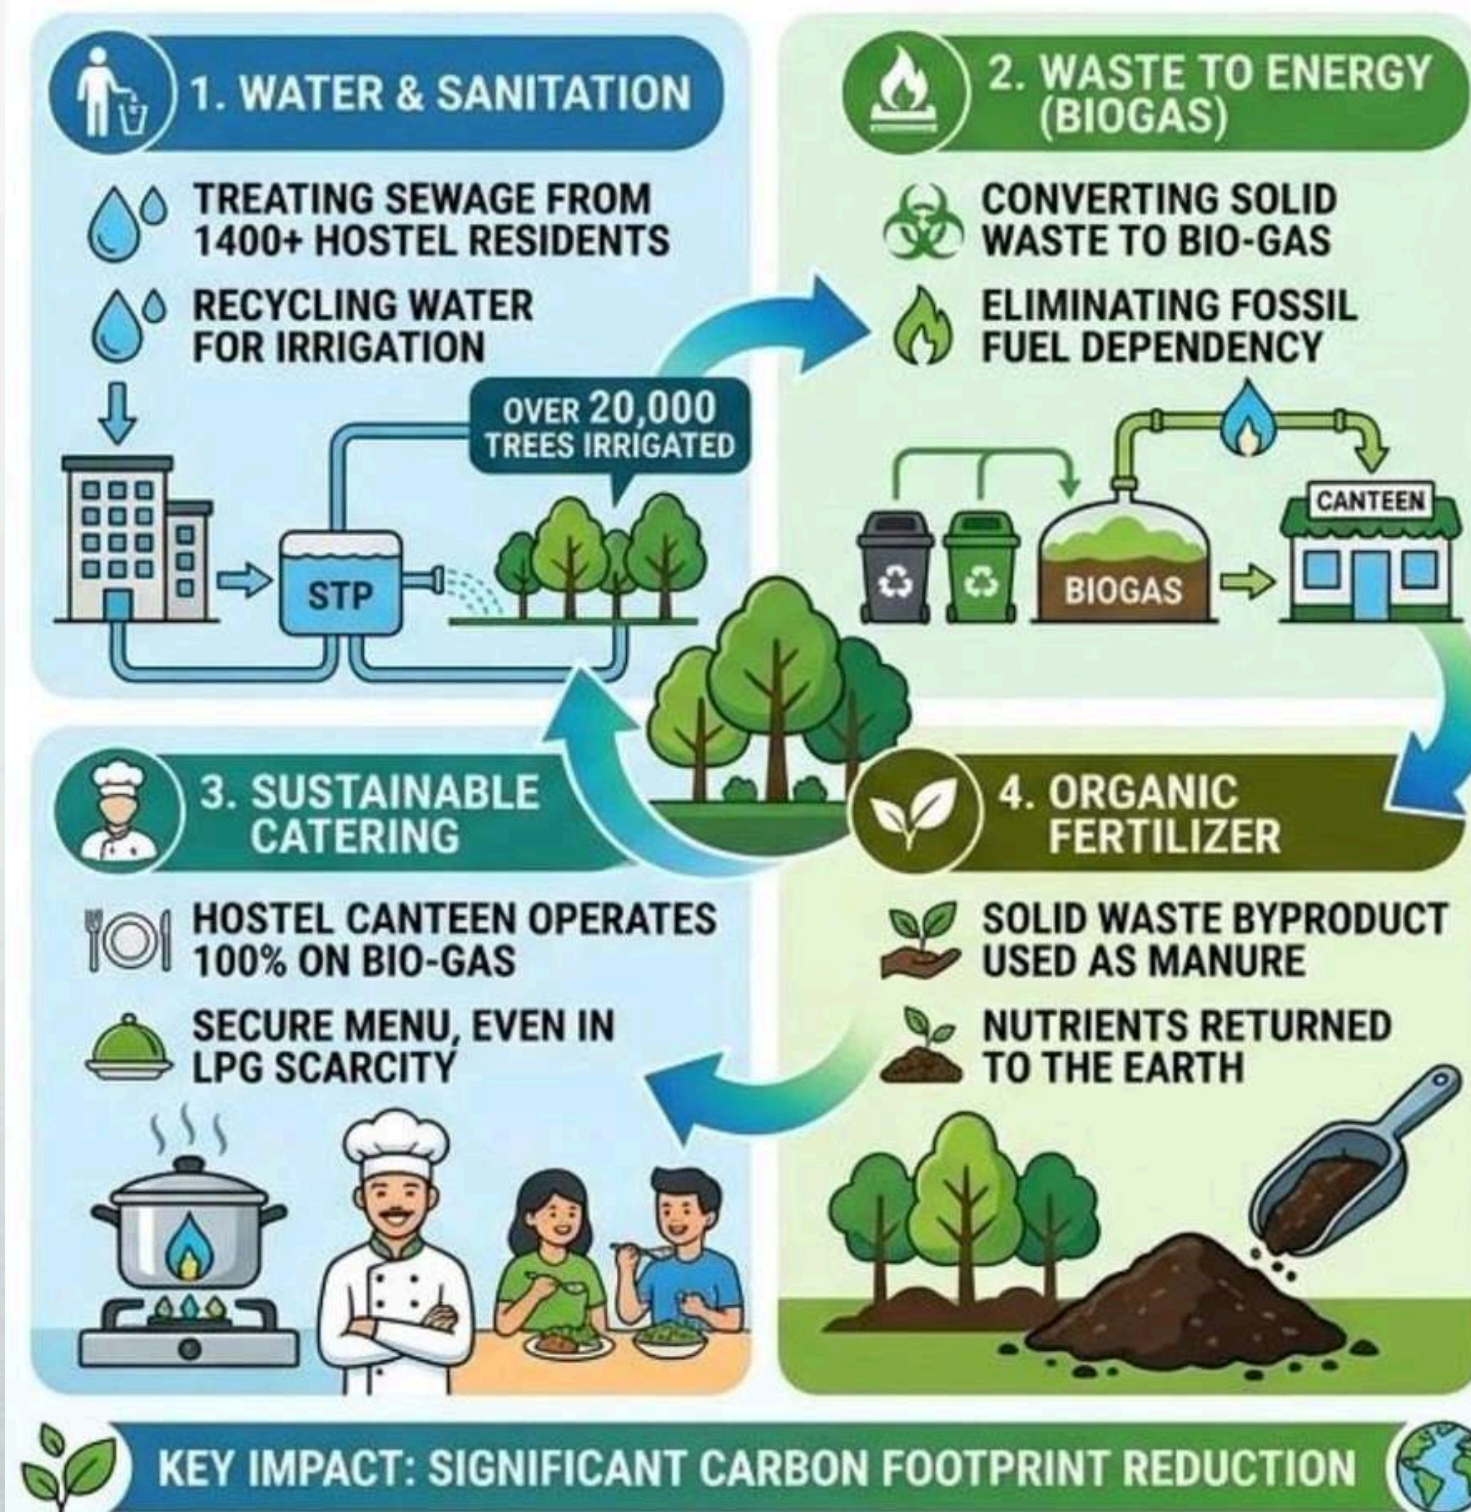 1. WATER & SANITATION
TREATING SEWAGE FROM
1400+ HOSTEL RESIDENTS
RECYCLING WATER
FOR IRRIGATION
OVER 20,000
TREES IRRIGATED
STP
2. WASTE TO ENERGY
(BIOGAS)
CONVERTING SOLID
WASTE TO BIO-GAS
ELIMINATING FOSSIL
FUEL DEPENDENCY
CANTEEN
BIOGAS
3. SUSTAINABLE
CATERING
HOSTEL CANTEEN OPERATES
100% ON BIO-GAS
SECURE MENU, EVEN IN
LPG SCARCITY
4. ORGANIC
FERTILIZER
SOLID WASTE BYPRODUCT
USED AS MANURE
NUTRIENTS RETURNED
TO THE EARTH
KEY IMPACT: SIGNIFICANT CARBON FOOTPRINT REDUCTION